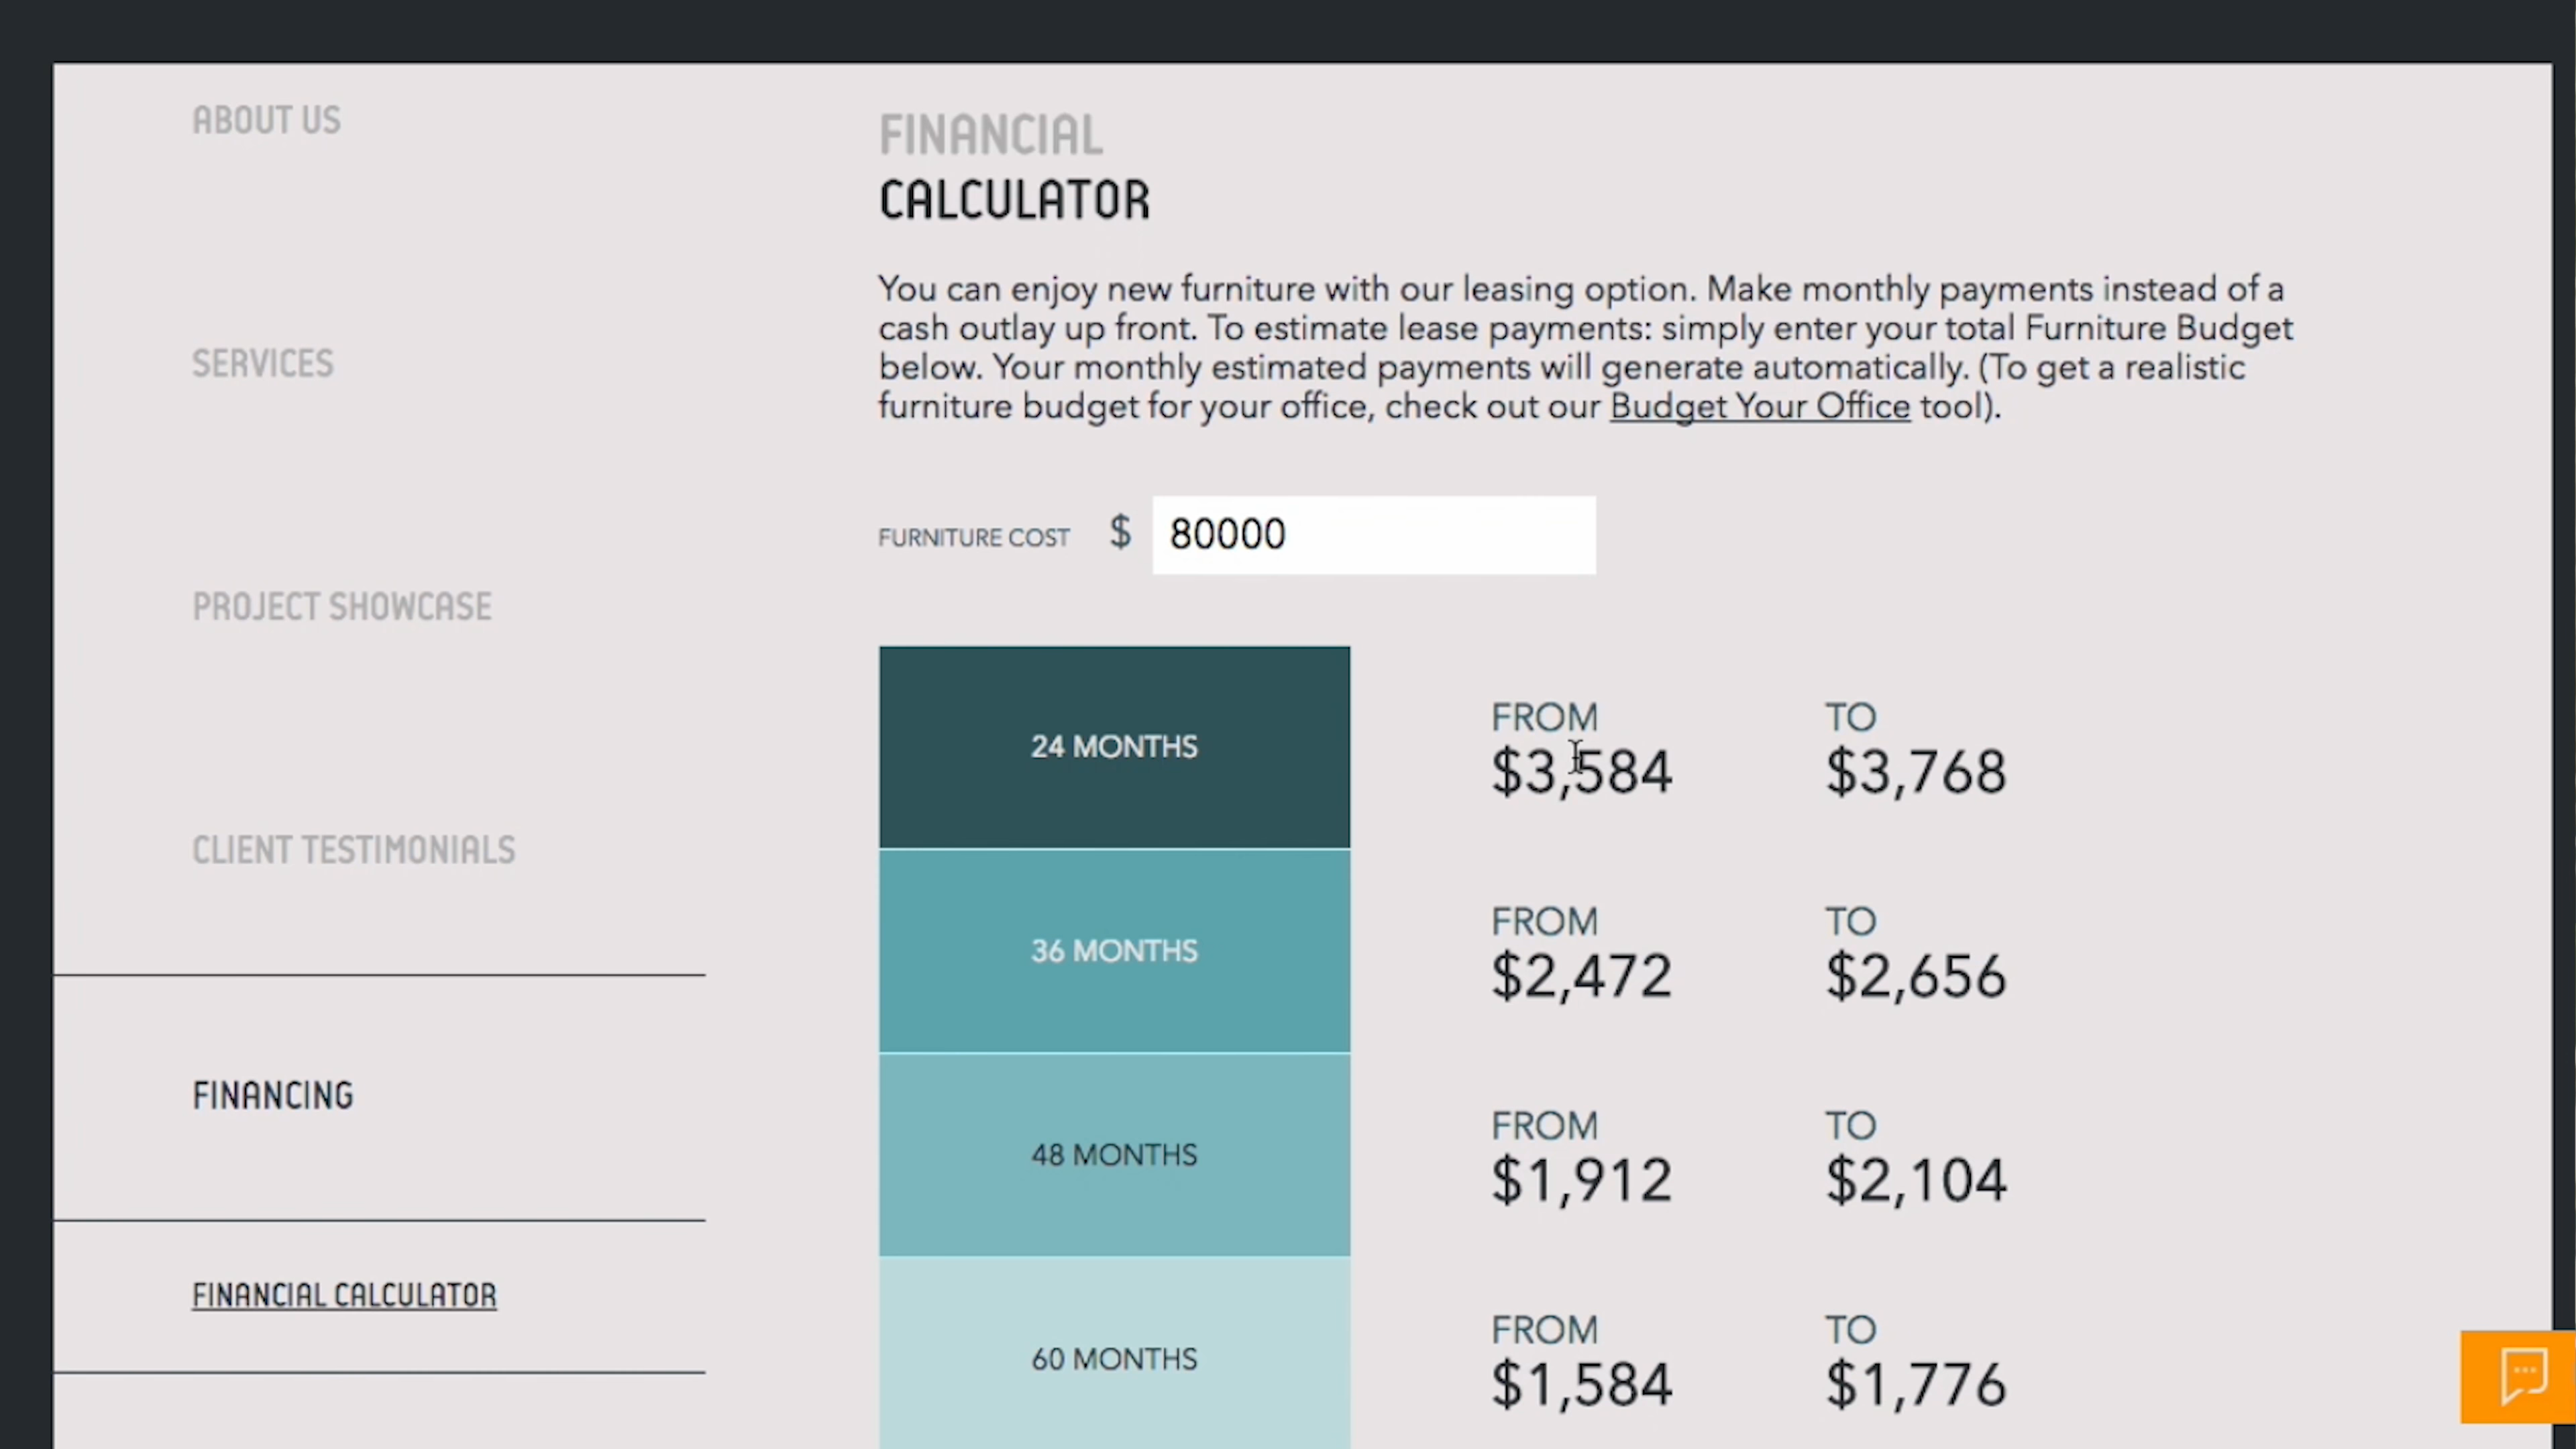 ABOUT US
SERVICES
PROJECT SHOWCASE
CLIENT TESTIMONIALS
FINANCING
FINANCIAL CALCULATOR
FINANCIAL
CALCULATOR
You can enjoy new furniture with our leasing option. Make monthly payments instead of a
cash outlay up front. To estimate lease payments: simply enter your total Furniture Budget
below. Your monthly estimated payments will generate automatically. (To get a realistic
furniture budget for your office, check out our Budget Your Office tool).
FURNITURE COST $ 80000
24 MONTHS
FROM
$3,584
TO
$3,768
36 MONTHS
FROM
$2,472
TO
$2,656
48 MONTHS
FROM
$1,912
TO
$2,104
60 MONTHS
FROM
$1,584
TO
$1,776